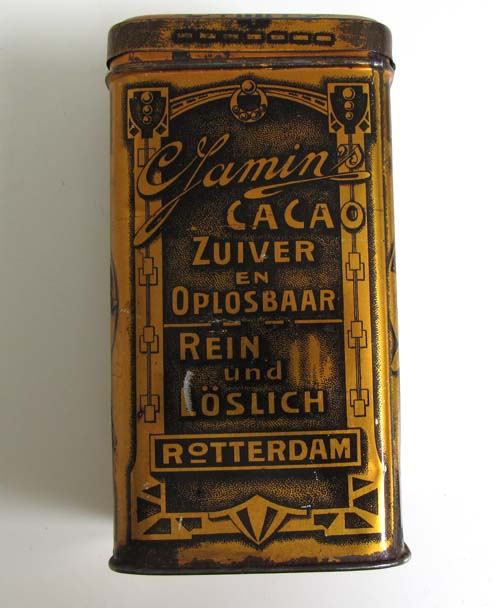 C Jamin's
CACAO
ZUIVER
EN
OPLOSBAAR
REIN
und
LÖSLICH
ROTTERDAM